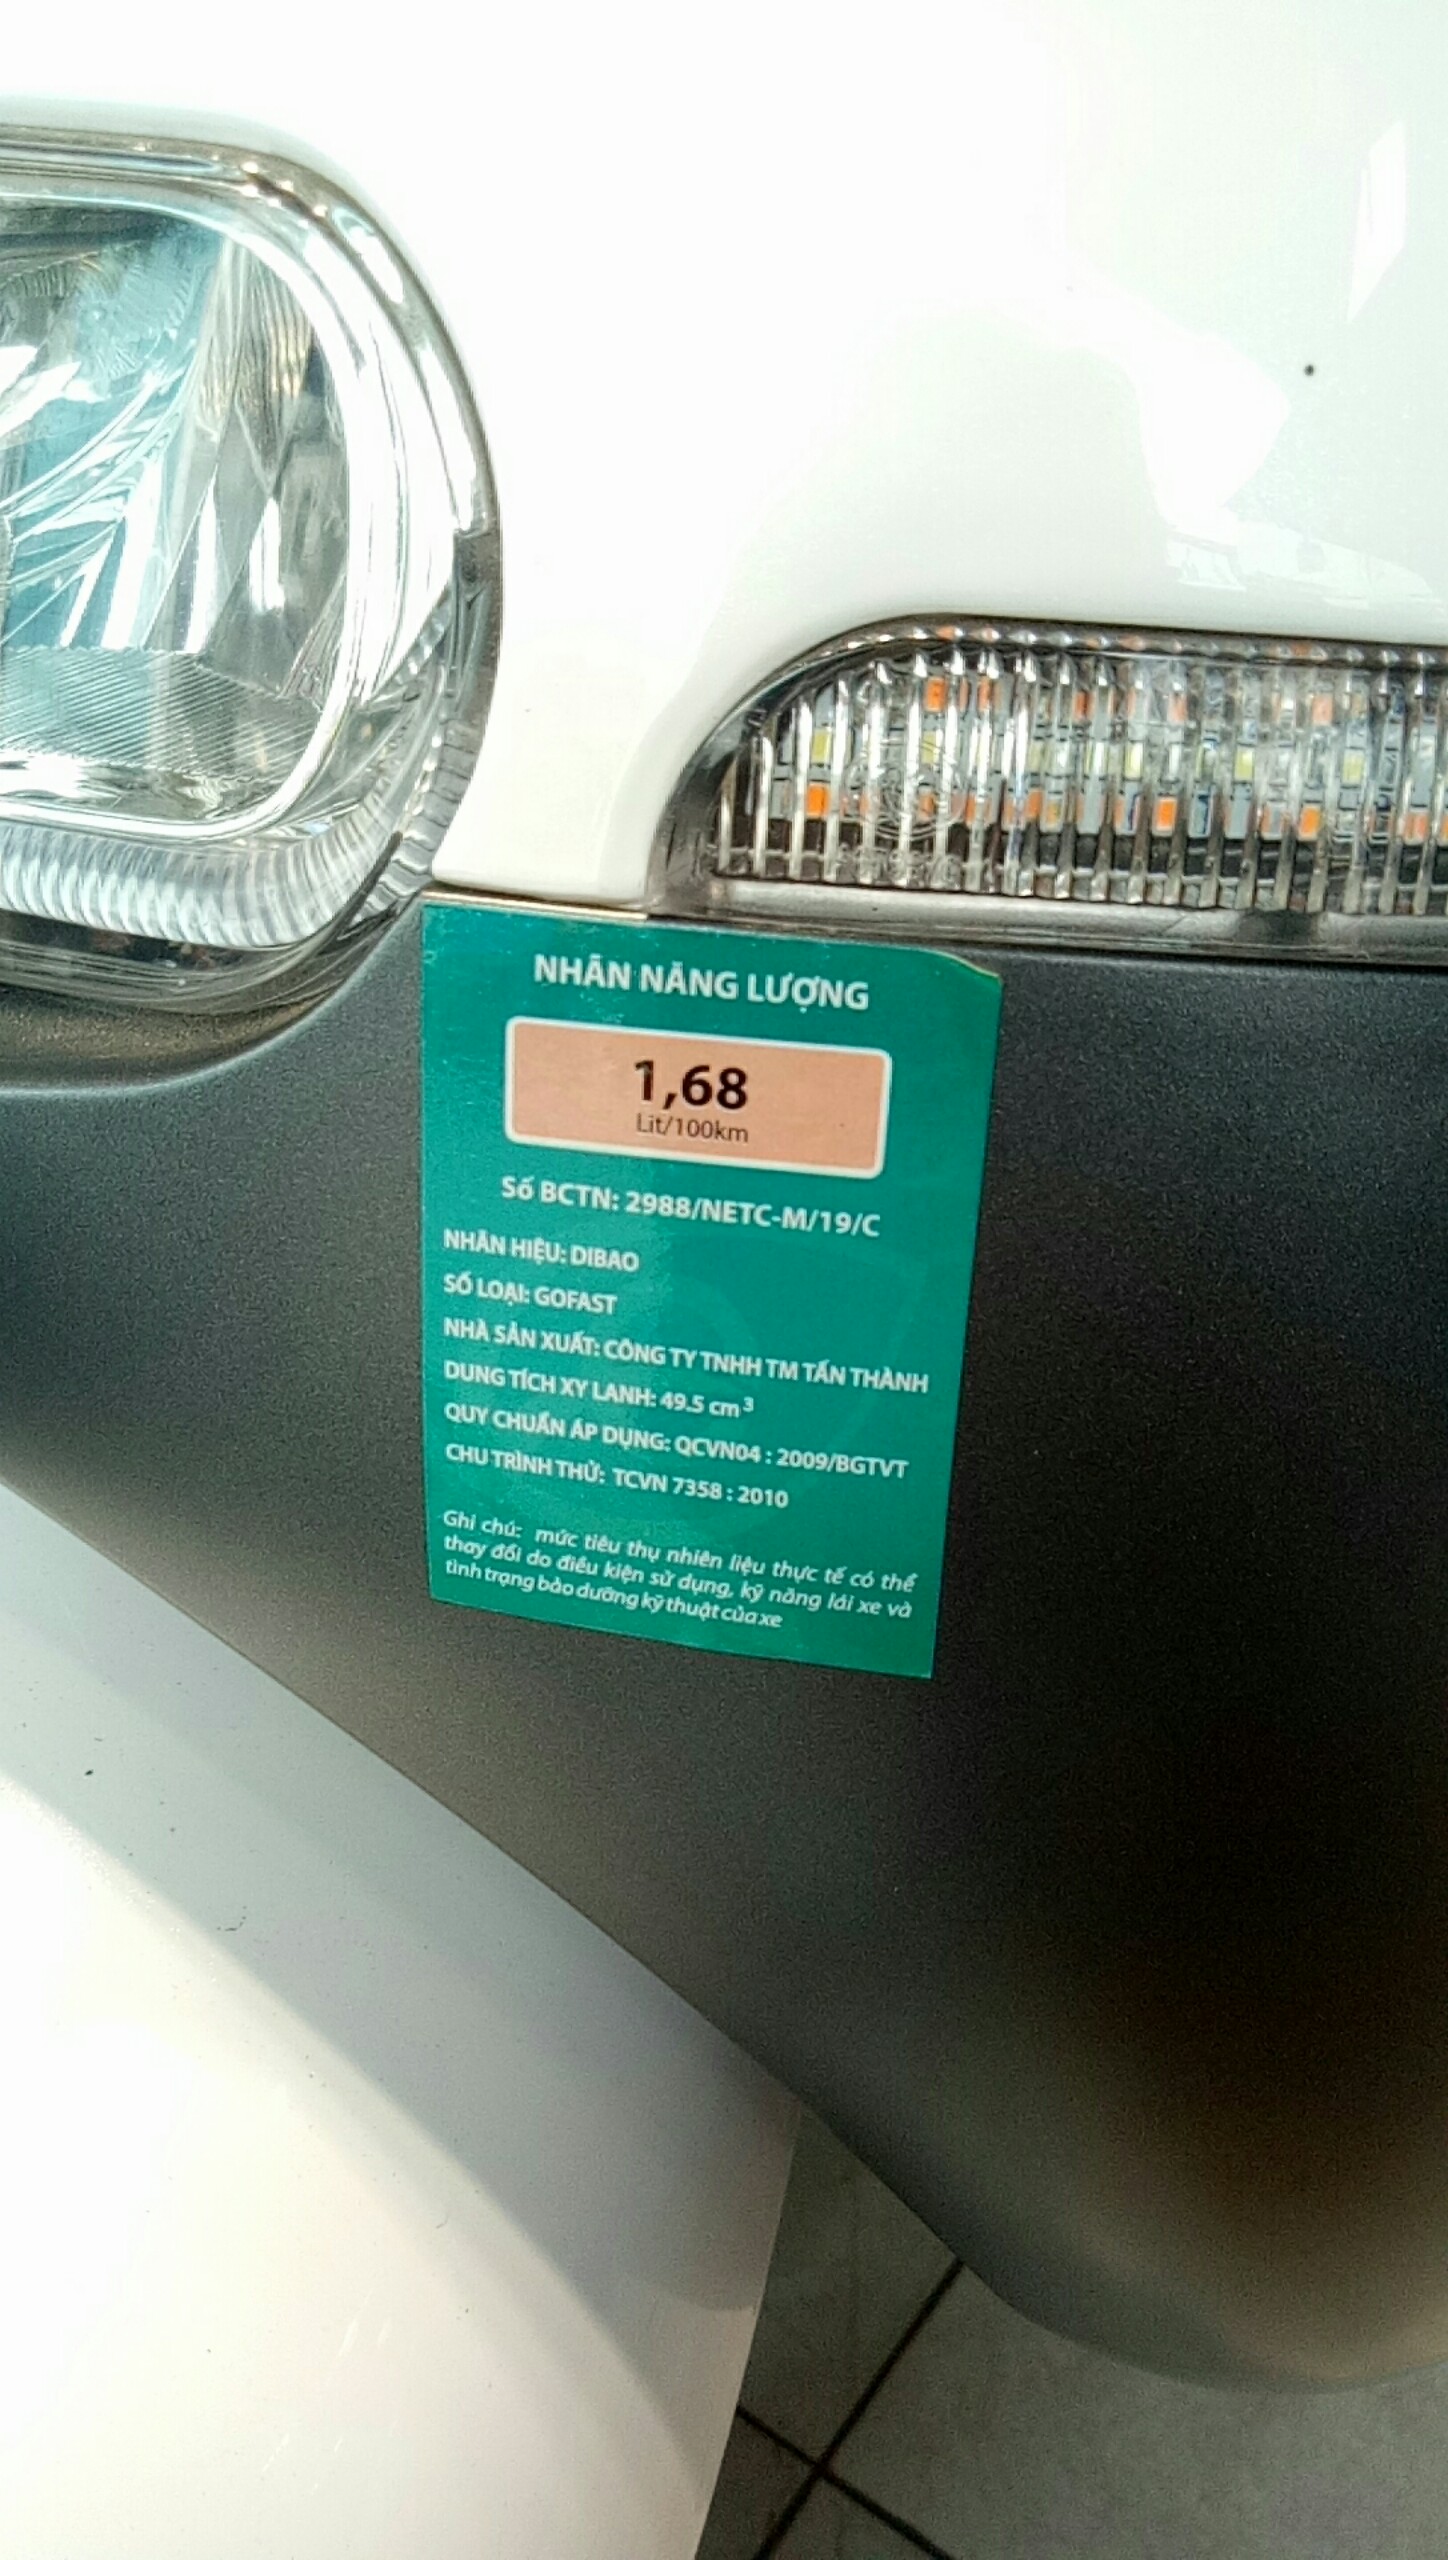 NHÃN NĂNG LƯỢNG
1,68
Lit/100km
Số BCTN: 2988/NETC-M/19/C
NHÃN HIỆU: DIBAO
SỐ LOẠI: GOFAST
NHÀ SẢN XUẤT: CÔNG TY TNHH TM TẤN THÀNH
DUNG TÍCH XY LANH: 49.5 cm³
QUY CHUẨN ÁP DỤNG: QCVN04 : 2009/BGTVT
CHU TRÌNH THỬ: TCVN 7358 : 2010
Ghi chú: mức tiêu thụ nhiên liệu thực tế có thể
thay đổi do điều kiện sử dụng, kỹ năng lái xe và
tình trạng bảo dưỡng kỹ thuật của xe